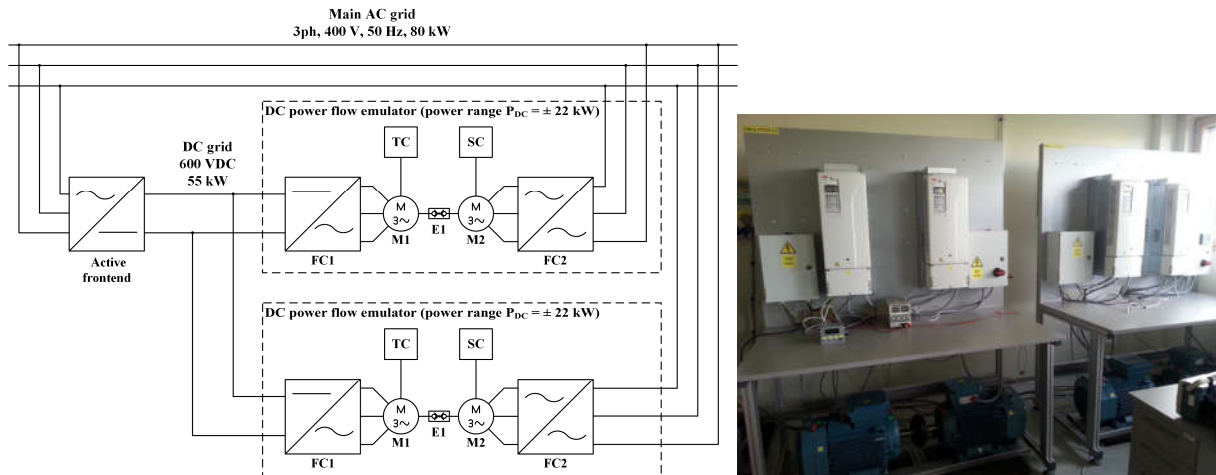 Main AC grid
3ph, 400 V, 50 Hz, 80 kW
DC power flow emulator (power range P_DC = ± 22 kW)
DC grid
600 VDC
55 kW
TC
SC
M
3~
M
3~
E1
M1
M2
FC1
FC2
Active
frontend
DC power flow emulator (power range P_DC = ± 22 kW)
TC
SC
M
3~
M
3~
E1
M1
M2
FC1
FC2